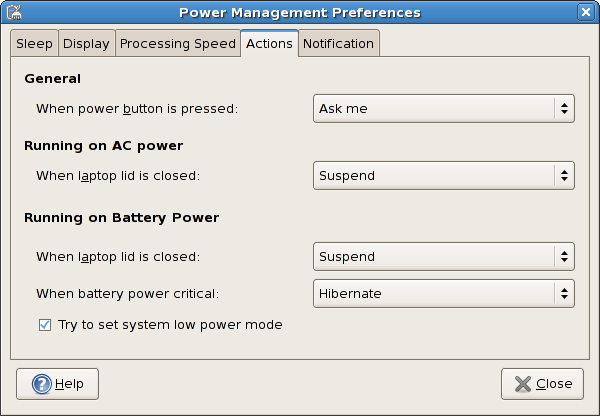 Power Management Preferences
Sleep Display Processing Speed Actions Notification
General
When power button is pressed: Ask me
Running on AC power
When laptop lid is closed: Suspend
Running on Battery Power
When laptop lid is closed: Suspend
When battery power critical: Hibernate
Try to set system low power mode
Help Close